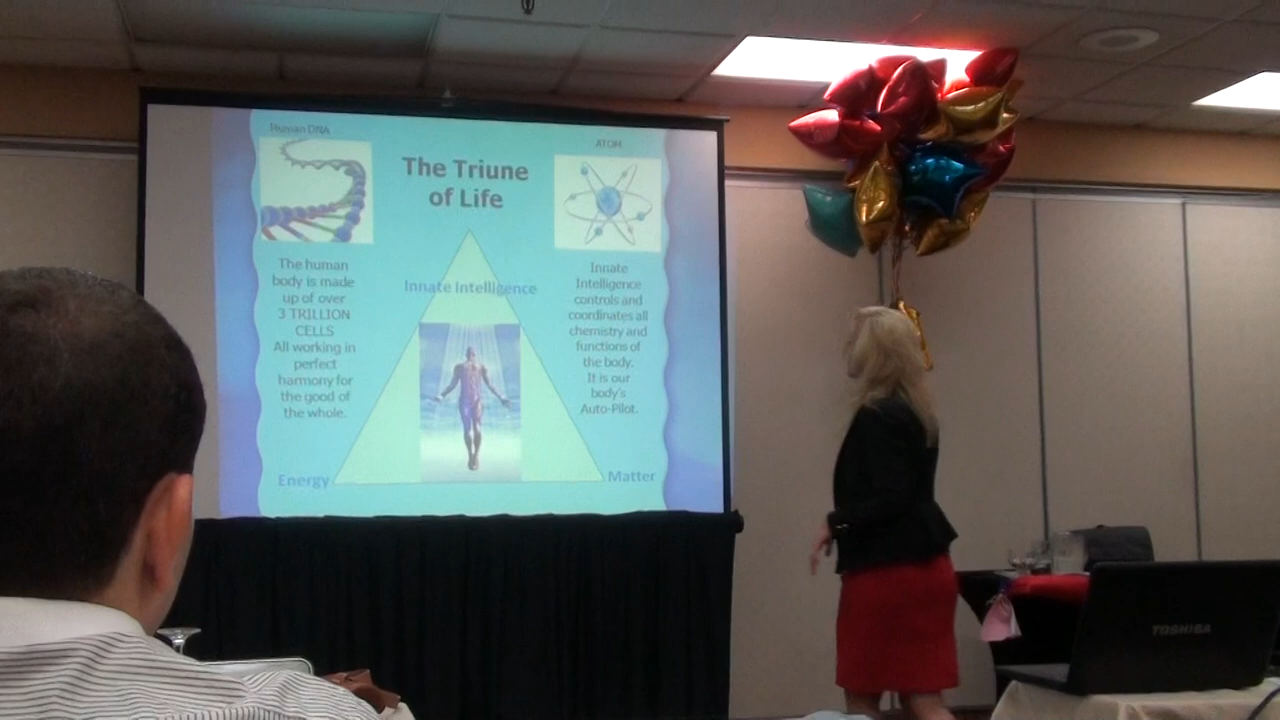 Human DNA
ATOM
The Triune
of Life
The human
body is made
up of over
3 TRILLION
CELLS
All working in
perfect
harmony for
the good of
the whole.
Innate Intelligence
Innate
Intelligence
controls and
coordinates all
chemistry and
functions of
the body.
It is our
body's
Auto-Pilot.
Energy
Matter
TOSHIBA